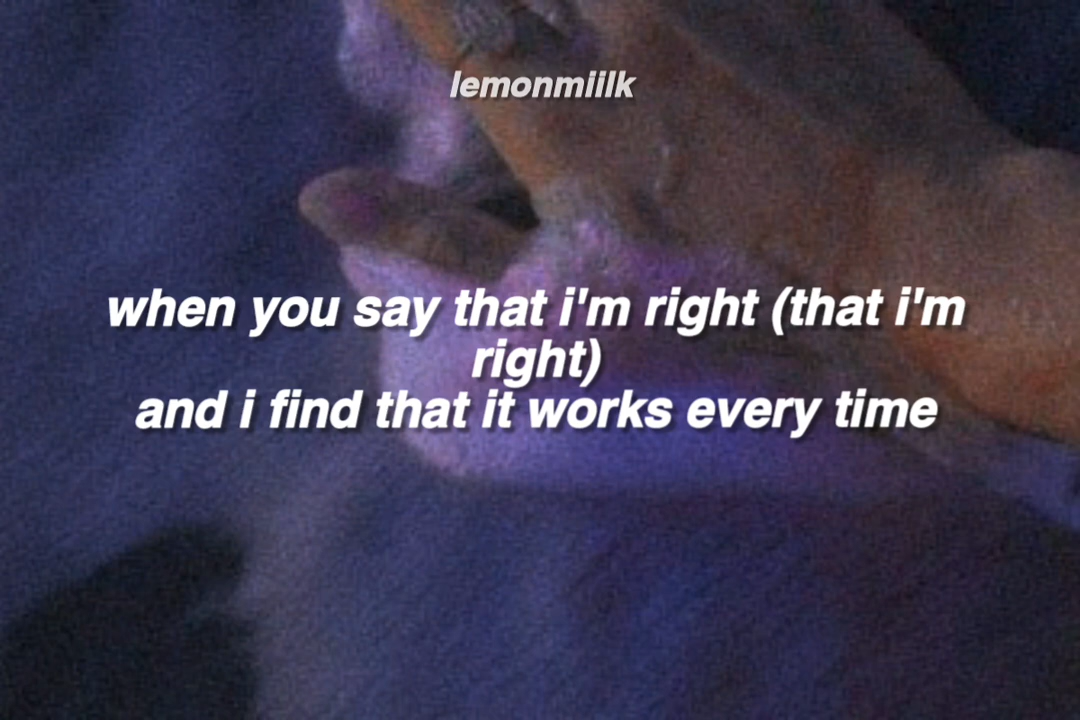 lemonmiilk
when you say that i'm right (that i'm
right)
and i find that it works every time